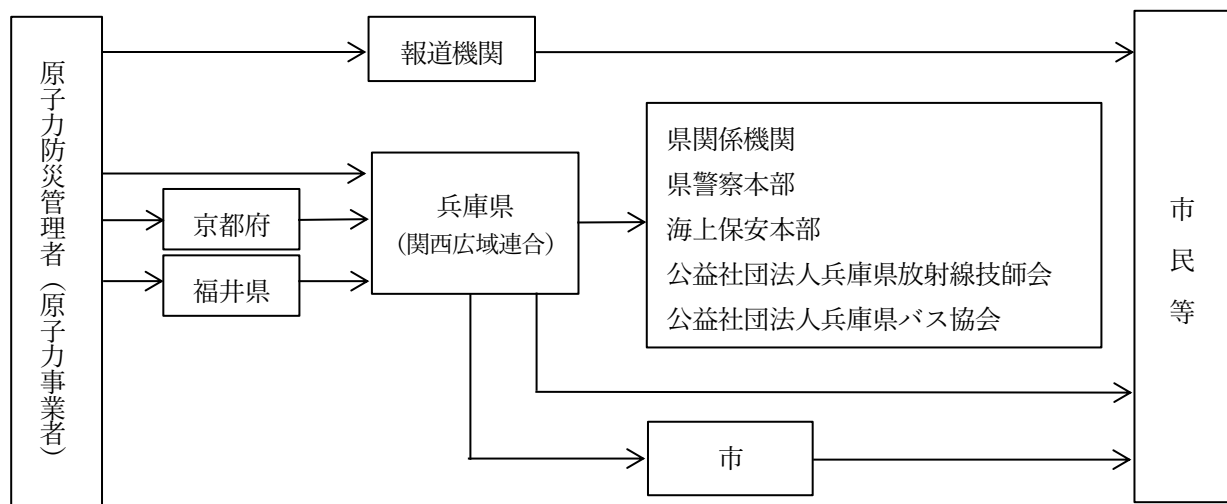 原子力防災管理者（原子力事業者）
報道機関
京都府
福井県
兵庫県
(関西広域連合)
県関係機関
県警察本部
海上保安本部
公益社団法人兵庫県放射線技師会
公益社団法人兵庫県バス協会
市
市民等